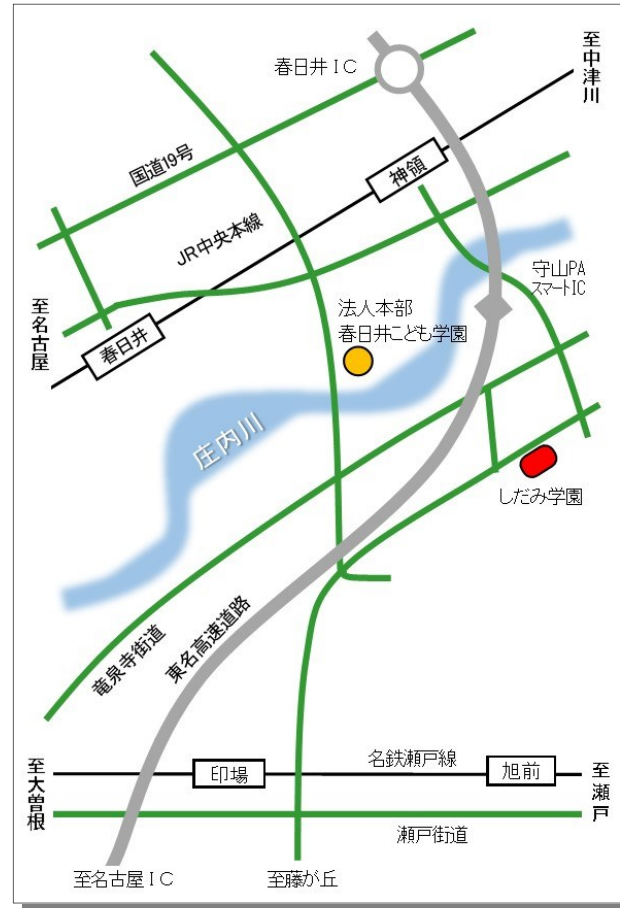 春日井ＩＣ
至中津川
国道19号
神領
JR中央本線
守山PA
スマートIC
至名古屋
春日井
法人本部
春日井こども学園
庄内川
しだみ学園
竜泉寺街道
東名高速道路
至大曽根
印場
名鉄瀬戸線
旭前
至瀬戸
瀬戸街道
至名古屋ＩＣ
至藤が丘